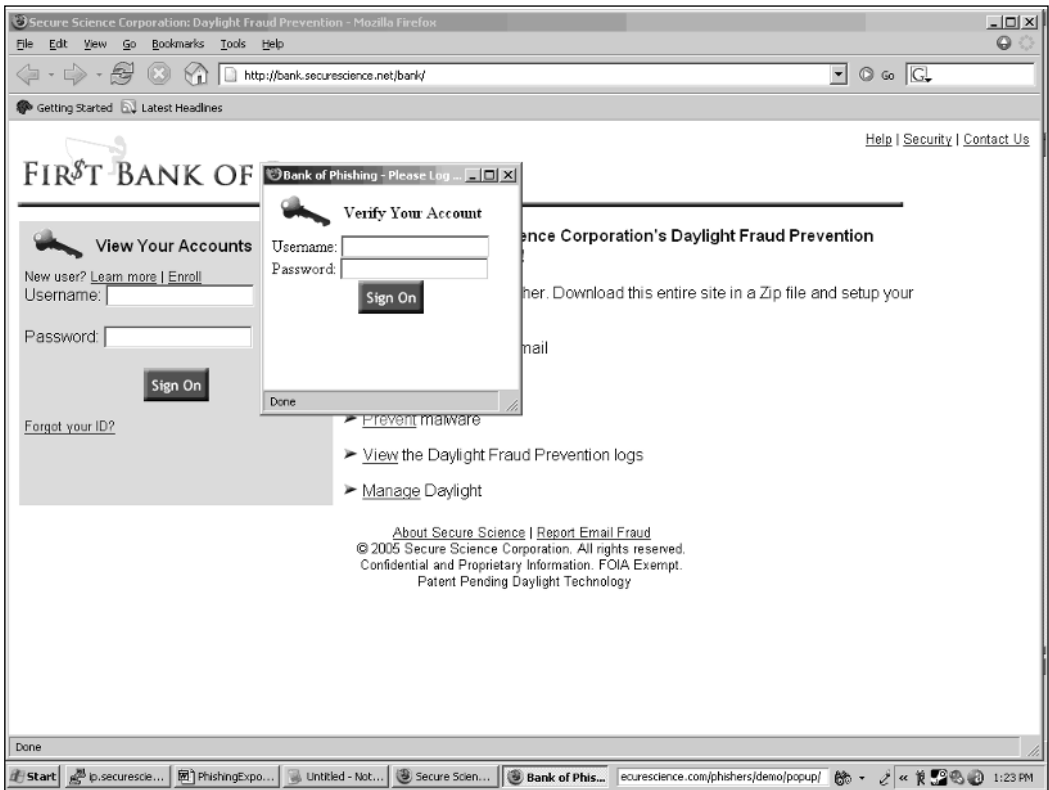 Secure Science Corporation: Daylight Fraud Prevention - Mozilla Firefox
File Edit View Go Bookmarks Tools Help
http://bank.securescience.net/bank/
Go
G
Getting Started Latest Headlines
Help | Security | Contact Us
FIR$T BANK OF
Bank of Phishing - Please Log ...
Verify Your Account
Username:
Password:
Sign On
Done
View Your Accounts
New user? Learn more | Enroll
Username:
Password:
Sign On
Forgot your ID?
ence Corporation's Daylight Fraud Prevention
her. Download this entire site in a Zip file and setup your
mail
Prevent malware
View the Daylight Fraud Prevention logs
Manage Daylight
About Secure Science | Report Email Fraud
© 2005 Secure Science Corporation. All rights reserved.
Confidential and Proprietary Information. FOIA Exempt.
Patent Pending Daylight Technology
Done
Start ip.securescie... PhishingExpo... Untitled - Not... Secure Scien... Bank of Phis... ecurescience.com/phishers/demo/popup/ « 1:23 PM